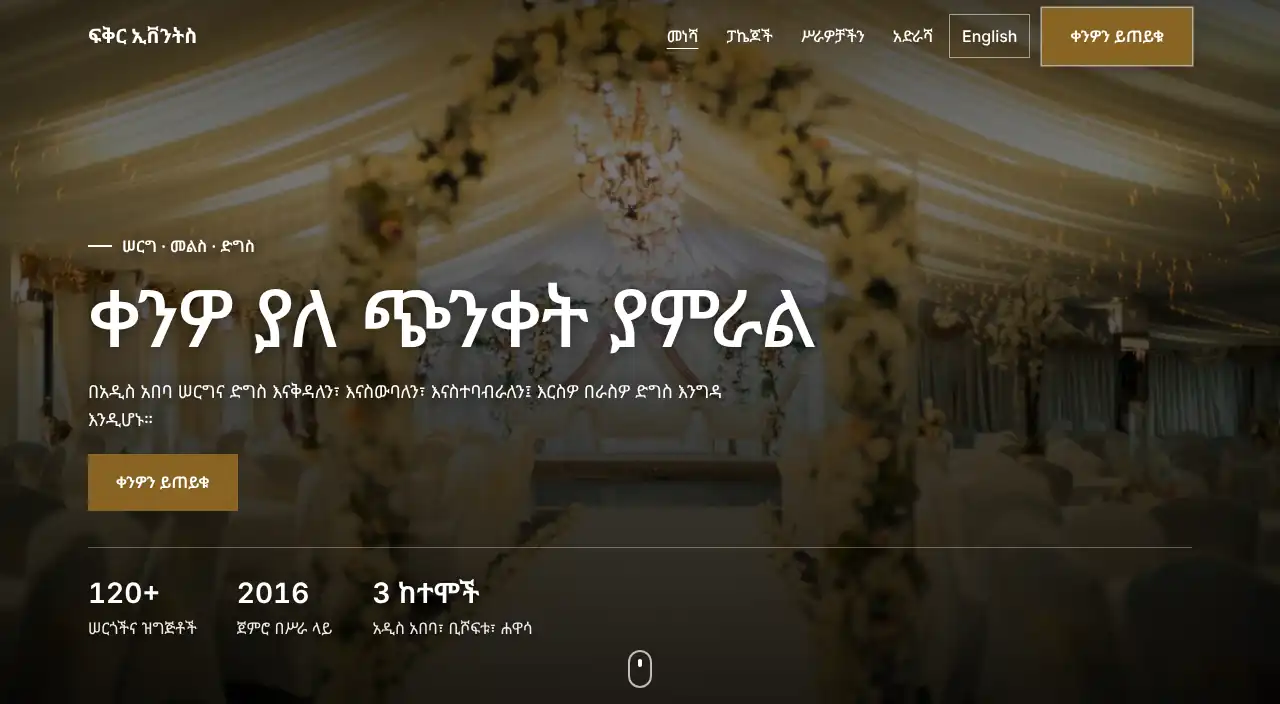 ፍቅር ኢቨንትስ
መነሻ
ፓኬጆች
ሥራዎቻችን
አድራሻ
English
ቀንዎን ይጠይቁ
ሠርግ · መልስ · ድግስ
ቀንዎ ያለ ጭንቀት ያምራል
በአዲስ አበባ ሠርግና ድግስ እናቅዳለን፣ እናስውባለን፣ እናስተባብራለን፤ እርስዎ በራስዎ ድግስ እንግዳ
እንዲሆኑ።
ቀንዎን ይጠይቁ
120+
ሠርጎችና ዝግጅቶች
2016
ጀምሮ በሥራ ላይ
3 ከተሞች
አዲስ አበባ፣ ቢሾፍቱ፣ ሐዋሳ